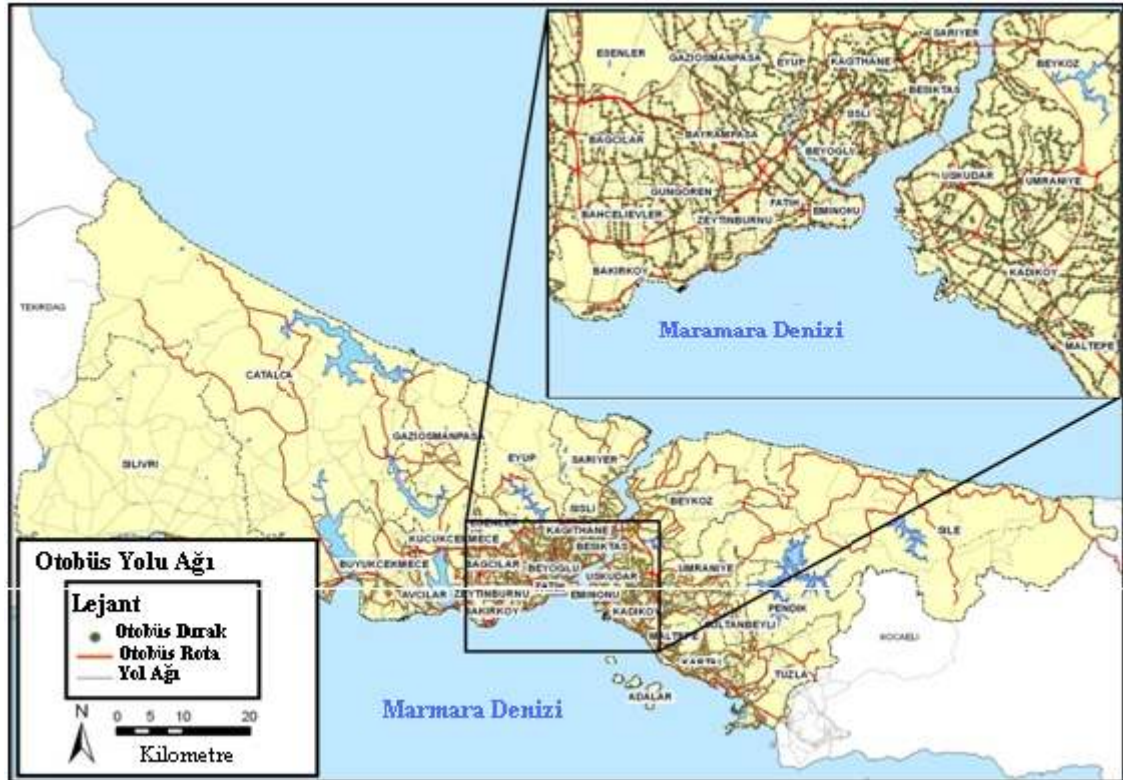 SARIYER
ESENLER
GAZIOSMANPASA
EYUP
KAGTHANE
BEYKOZ
BESIKTAS
SISLI
BAGCILAR
BAYRAMPASA
BEYOGLU
USKUDAR
UMRANIYE
GUNGOREN
FATIH
EMINONU
BAHCELIEVLER
ZEYTINBURNU
BAKIRKOY
KADIKOY
Maramara Denizi
MALTEPE
TEKIRDAG
CATALCA
GAZIOSMANPASA
SILIVRI
EYUP
SARIYER
BEYKOZ
SISLI
ESENLER
KAGITHANE
SILE
KUCUKCEKMECE
BESIKTAS
BUYUKCEKMECE
BAGCILAR
BEYOGLU
UMRANIYE
USKUDAR
FATIH
AVCILAR
ZEYTINBURNU
EMINONU
BAKIRKOY
KADIKOY
PENDIK
SULTANBEYLI
MALTEPE
KOCAELI
KARTAL
TUZLA
ADALAR
Marmara Denizi
Otobüs Yolu Ağı
Lejant
Otobüs Durak
Otobüs Rota
Yol Ağı
N
0 5 10 20
Kilometre